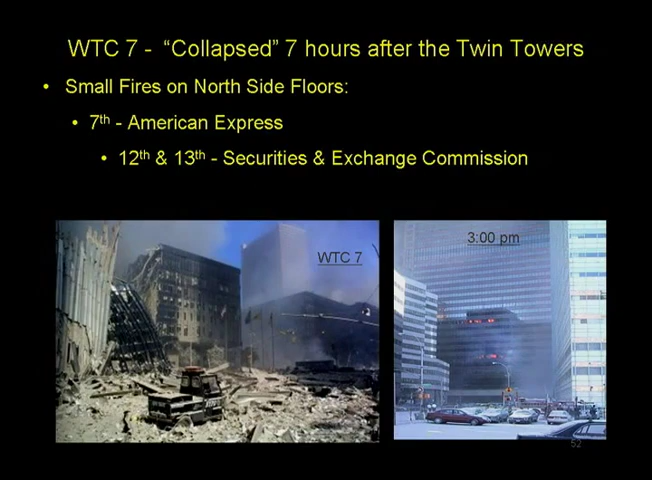 WTC 7 - “Collapsed” 7 hours after the Twin Towers
• Small Fires on North Side Floors:
• 7th - American Express
• 12th & 13th - Securities & Exchange Commission
WTC 7
3:00 pm
52